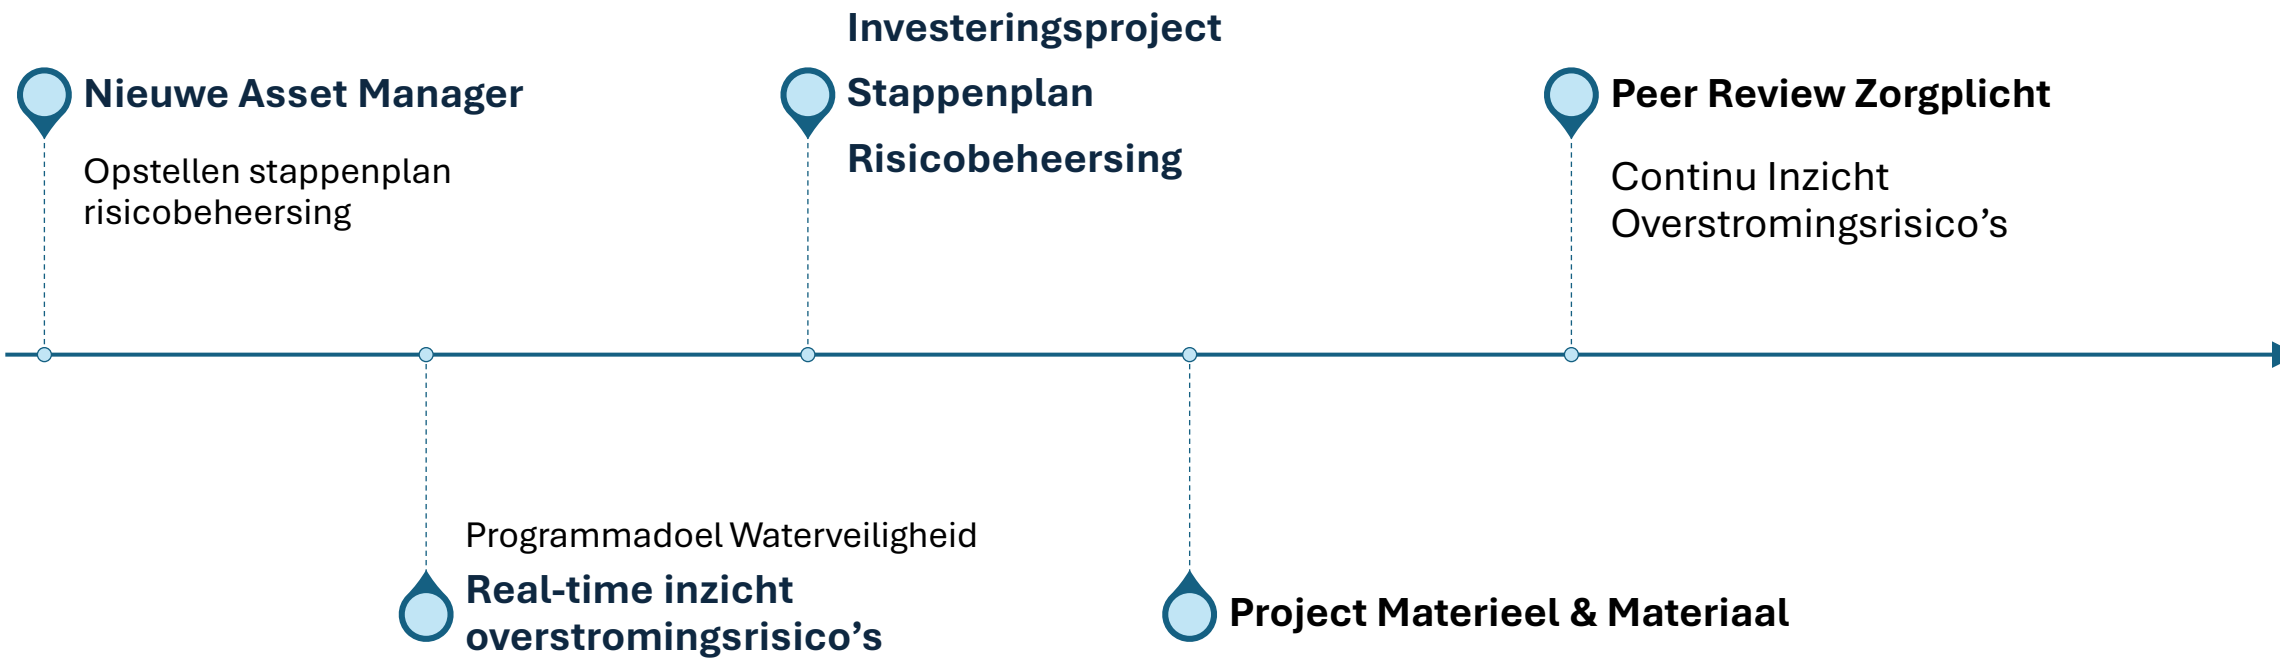 Nieuwe Asset Manager
Opstellen stappenplan
risicobeheersing
Programmadoel Waterveiligheid
Real-time inzicht
overstromingsrisico’s
Investeringsproject
Stappenplan
Risicobeheersing
Project Materieel & Materiaal
Peer Review Zorgplicht
Continu Inzicht
Overstromingsrisico’s